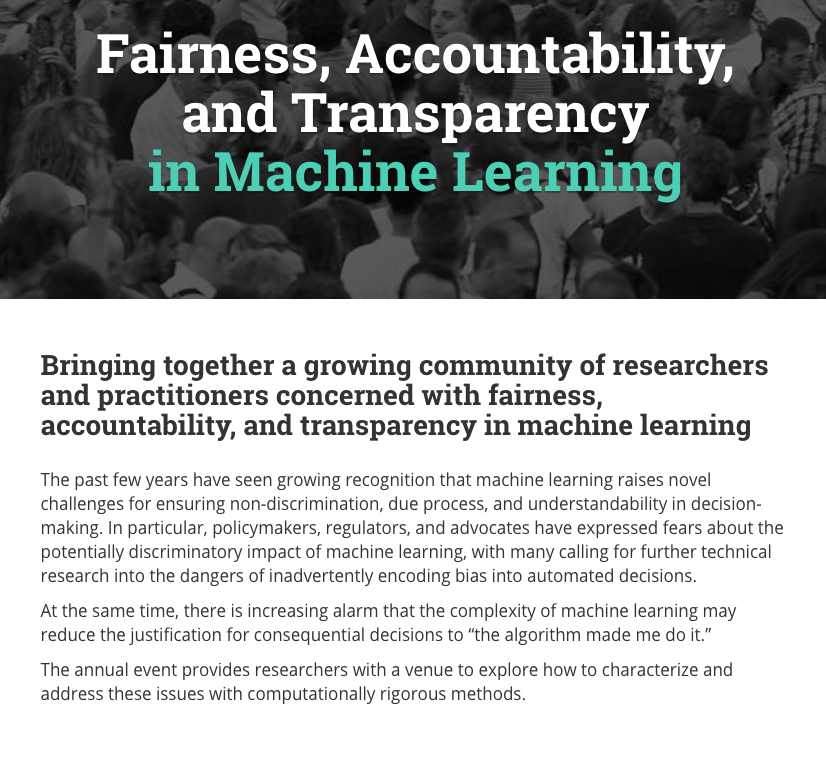 Fairness, Accountability,
and Transparency
in Machine Learning
Bringing together a growing community of researchers
and practitioners concerned with fairness,
accountability, and transparency in machine learning
The past few years have seen growing recognition that machine learning raises novel
challenges for ensuring non-discrimination, due process, and understandability in decision-
making. In particular, policymakers, regulators, and advocates have expressed fears about the
potentially discriminatory impact of machine learning, with many calling for further technical
research into the dangers of inadvertently encoding bias into automated decisions.
At the same time, there is increasing alarm that the complexity of machine learning may
reduce the justification for consequential decisions to “the algorithm made me do it.”
The annual event provides researchers with a venue to explore how to characterize and
address these issues with computationally rigorous methods.